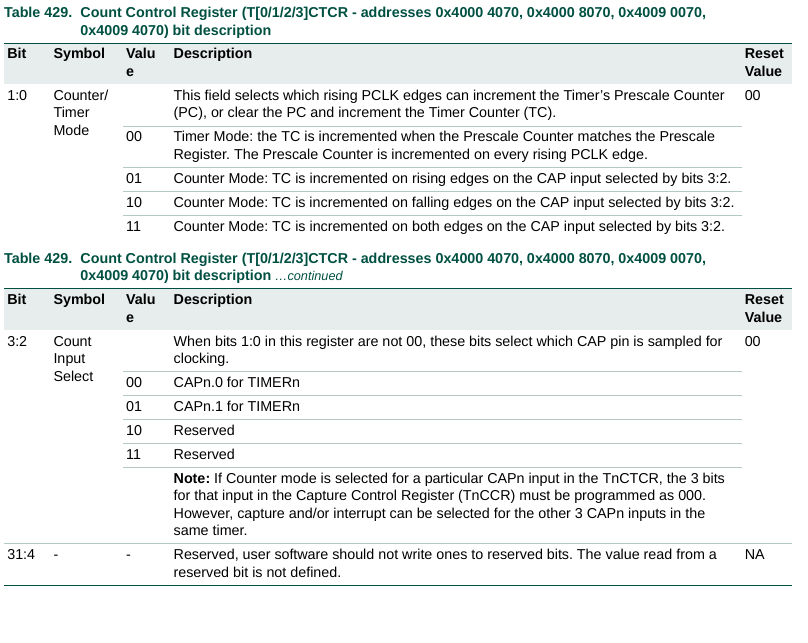 Table 429. Count Control Register (T[0/1/2/3]CTCR - addresses 0x4000 4070, 0x4000 8070, 0x4009 0070,
0x4009 4070) bit description
Bit Symbol Valu Description Reset
e Value
1:0 Counter/ This field selects which rising PCLK edges can increment the Timer’s Prescale Counter 00
Timer (PC), or clear the PC and increment the Timer Counter (TC).
Mode 00 Timer Mode: the TC is incremented when the Prescale Counter matches the Prescale
Register. The Prescale Counter is incremented on every rising PCLK edge.
01 Counter Mode: TC is incremented on rising edges on the CAP input selected by bits 3:2.
10 Counter Mode: TC is incremented on falling edges on the CAP input selected by bits 3:2.
11 Counter Mode: TC is incremented on both edges on the CAP input selected by bits 3:2.
Table 429. Count Control Register (T[0/1/2/3]CTCR - addresses 0x4000 4070, 0x4000 8070, 0x4009 0070,
0x4009 4070) bit description …continued
Bit Symbol Valu Description Reset
e Value
3:2 Count When bits 1:0 in this register are not 00, these bits select which CAP pin is sampled for 00
Input clocking.
Select 00 CAPn.0 for TIMERn
01 CAPn.1 for TIMERn
10 Reserved
11 Reserved
Note: If Counter mode is selected for a particular CAPn input in the TnCTCR, the 3 bits
for that input in the Capture Control Register (TnCCR) must be programmed as 000.
However, capture and/or interrupt can be selected for the other 3 CAPn inputs in the
same timer.
31:4 - - Reserved, user software should not write ones to reserved bits. The value read from a NA
reserved bit is not defined.